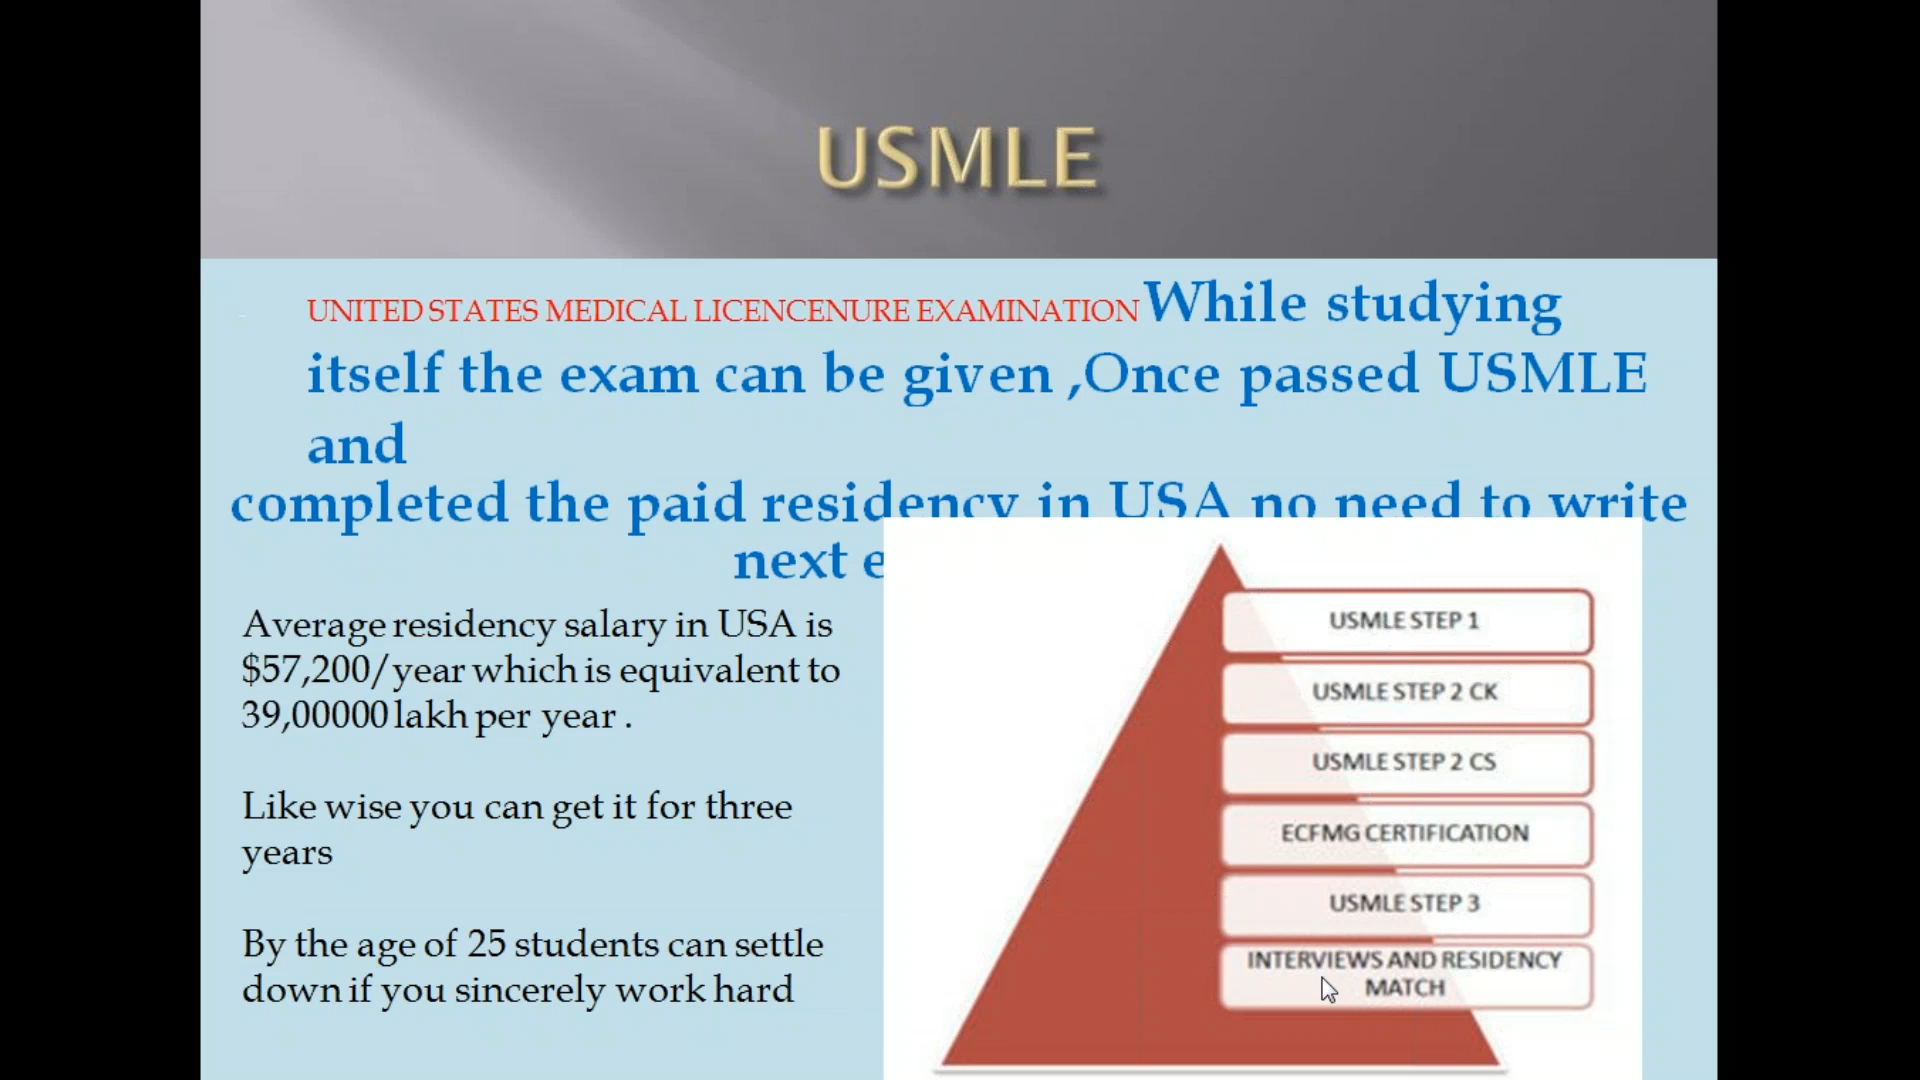 USMLE
UNITED STATES MEDICAL LICENCENURE EXAMINATION While studying
itself the exam can be given ,Once passed USMLE
and
completed the paid residency in USA no need to write
next e
Average residency salary in USA is
$57,200/year which is equivalent to
39,00000 lakh per year .
Like wise you can get it for three
years
By the age of 25 students can settle
down if you sincerely work hard
USMLE STEP 1
USMLE STEP 2 CK
USMLE STEP 2 CS
ECFMG CERTIFICATION
USMLE STEP 3
INTERVIEWS AND RESIDENCY
MATCH